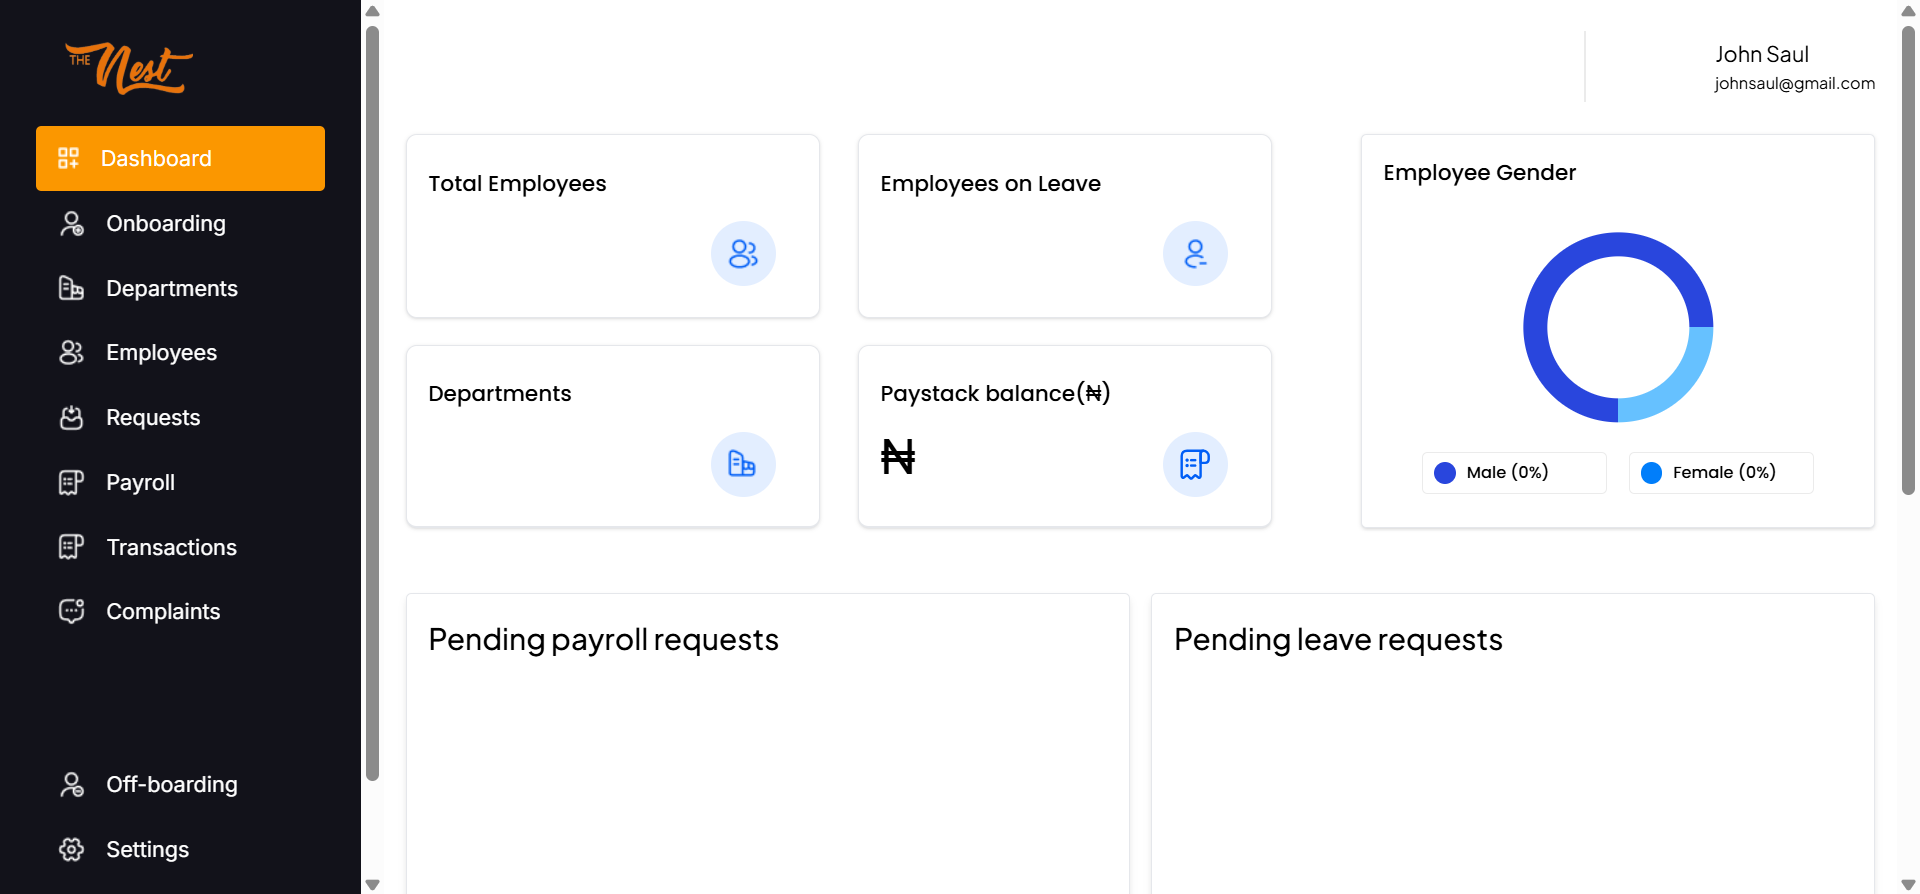 THE Nest
Dashboard
Onboarding
Departments
Employees
Requests
Payroll
Transactions
Complaints
Off-boarding
Settings
John Saul
johnsaul@gmail.com
Total Employees
Employees on Leave
Departments
Paystack balance(₦)
₦
Employee Gender
Male (0%)
Female (0%)
Pending payroll requests
Pending leave requests